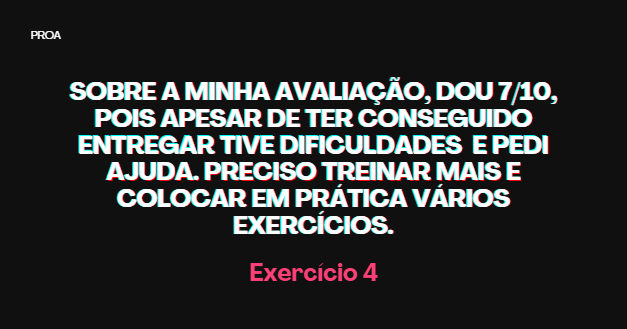 PROA
SOBRE A MINHA AVALIAÇÃO, DOU 7/10,
POIS APESAR DE TER CONSEGUIDO
ENTREGAR TIVE DIFICULDADES  E PEDI
AJUDA. PRECISO TREINAR MAIS E
COLOCAR EM PRÁTICA VÁRIOS
EXERCÍCIOS.
Exercício 4